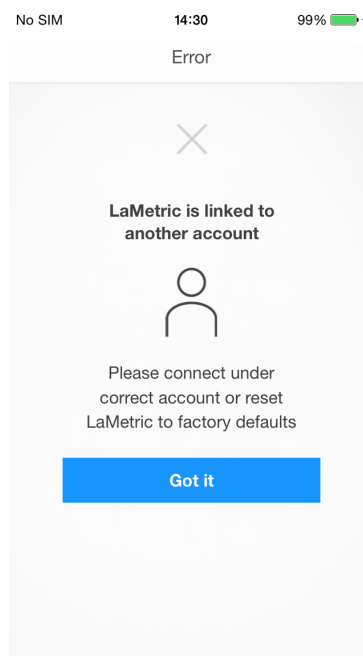 No SIM 14:30 99%
Error
LaMetric is linked to
another account
Please connect under
correct account or reset
LaMetric to factory defaults
Got it